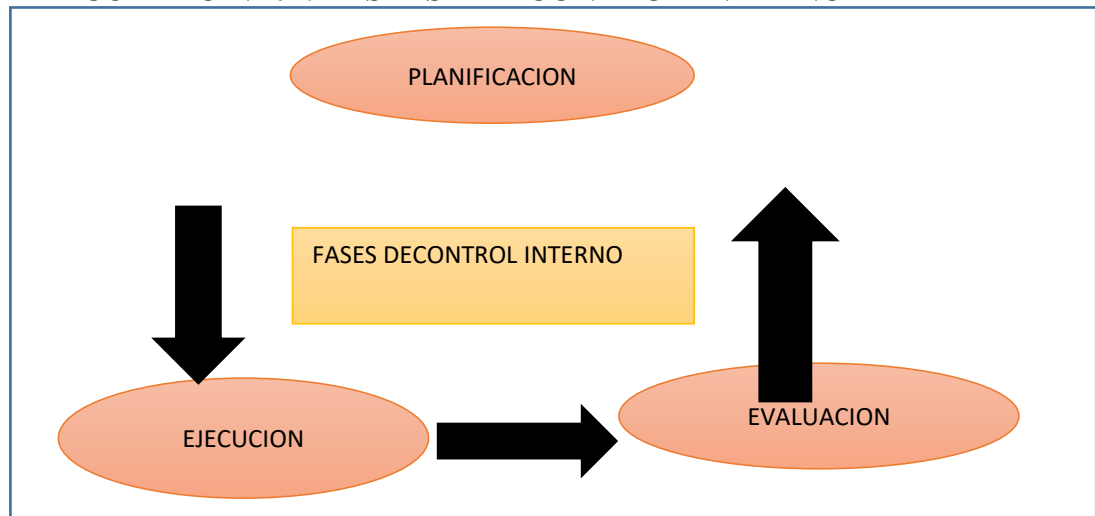 PLANIFICACION
FASES DECONTROL INTERNO
EJECUCION
EVALUACION